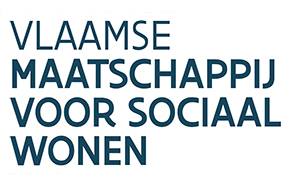 VLAAMSE
MAATSCHAPPIJ
VOOR SOCIAAL
WONEN